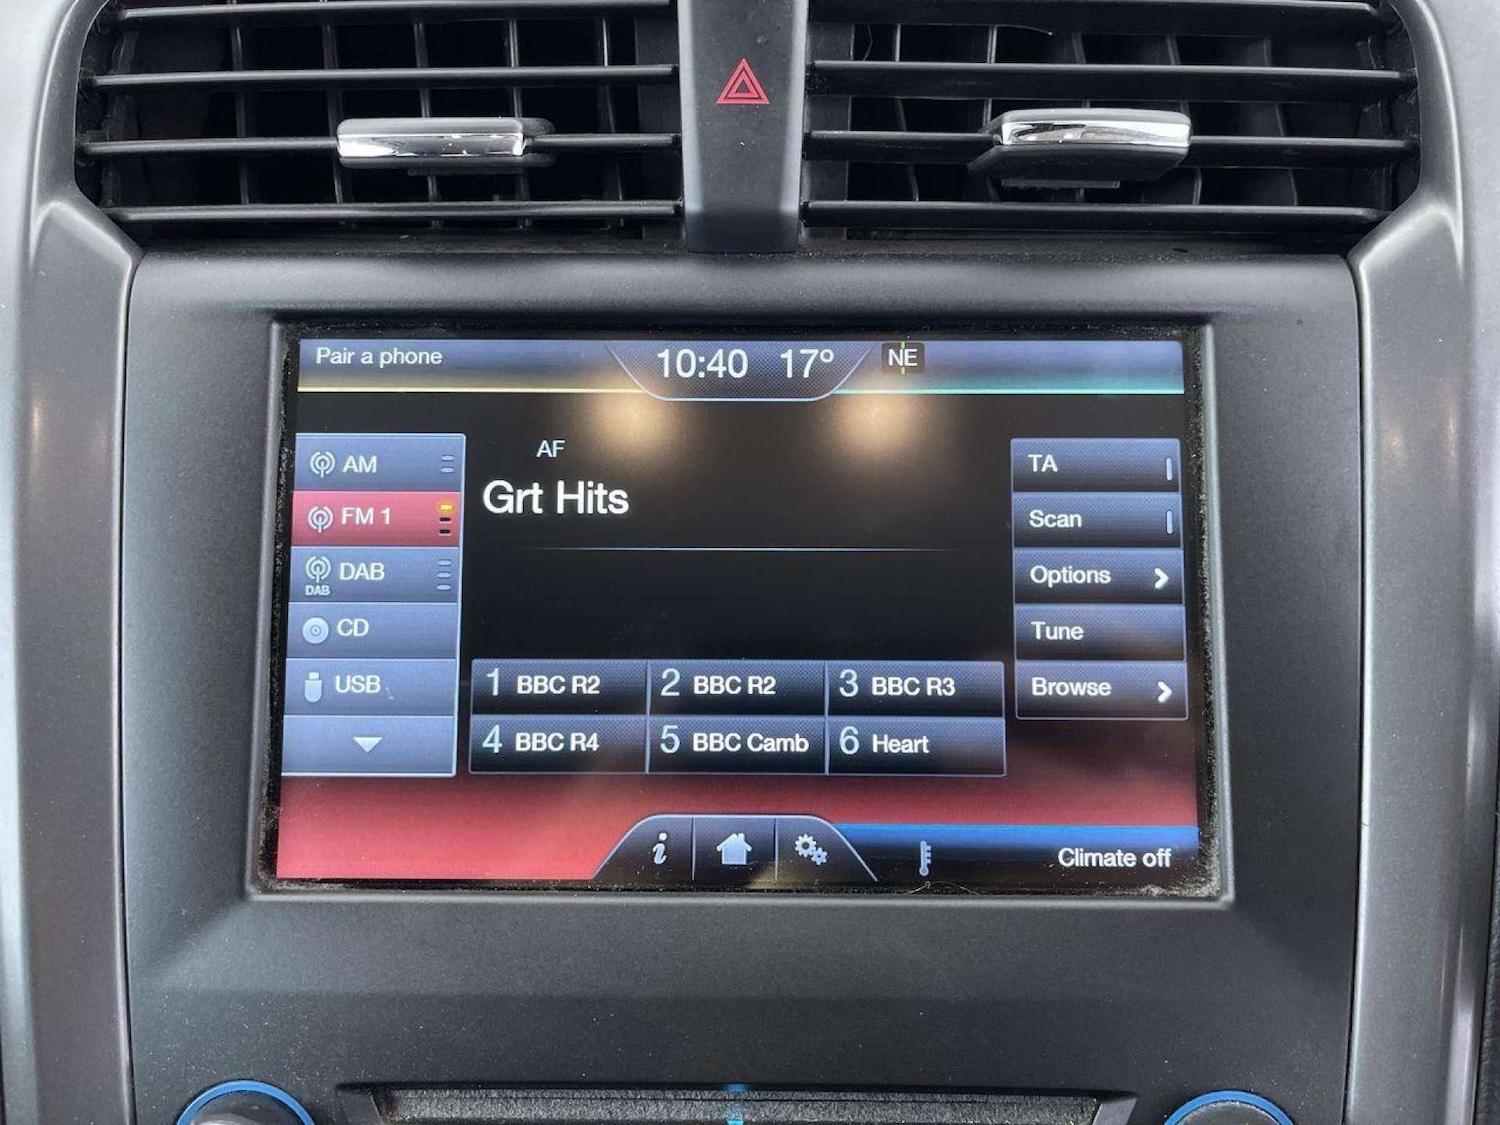 Pair a phone
10:40 17° NE
AM
FM 1
DAB
DAB
CD
USB
AF
Grt Hits
1 BBC R2
2 BBC R2
3 BBC R3
4 BBC R4
5 BBC Camb
6 Heart
TA
Scan
Options
Tune
Browse
i
Climate off